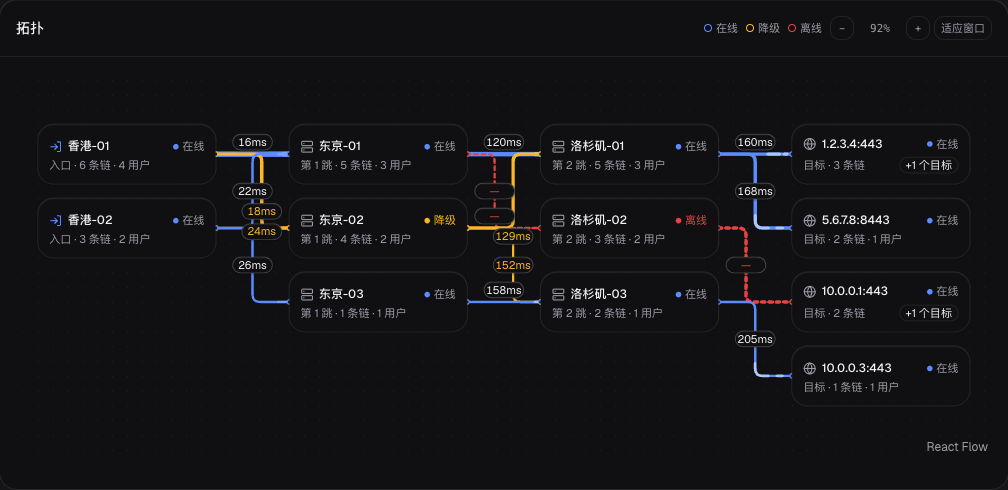 拓扑
在线 降级 离线 − 92% + 适应窗口
香港-01 在线
入口 · 6 条链 · 4 用户
香港-02 在线
入口 · 3 条链 · 2 用户
16ms
22ms
18ms
24ms
26ms
东京-01 在线
第 1 跳 · 5 条链 · 3 用户
东京-02 降级
第 1 跳 · 4 条链 · 2 用户
东京-03 在线
第 1 跳 · 1 条链 · 1 用户
120ms
—
—
129ms
152ms
158ms
洛杉矶-01 在线
第 2 跳 · 5 条链 · 3 用户
洛杉矶-02 离线
第 2 跳 · 3 条链 · 2 用户
洛杉矶-03 在线
第 2 跳 · 2 条链 · 1 用户
160ms
168ms
—
205ms
1.2.3.4:443 在线
目标 · 3 条链 +1 个目标
5.6.7.8:8443 在线
目标 · 2 条链 · 1 用户
10.0.0.1:443 在线
目标 · 2 条链 +1 个目标
10.0.0.3:443 在线
目标 · 1 条链 · 1 用户
React Flow